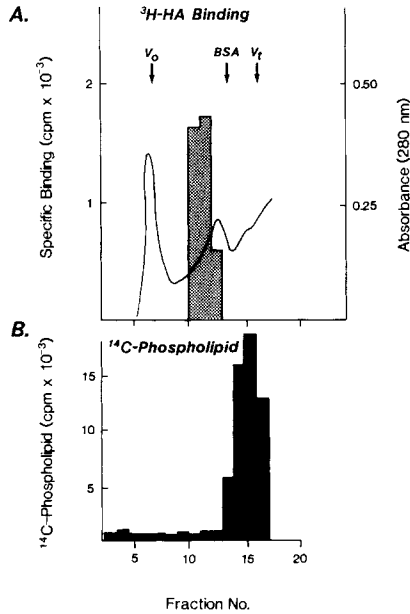 A.
³H-HA Binding
Vₒ
BSA
Vₜ
Specific Binding (cpm x 10⁻³)
2
1
0.50
0.25
Absorbance (280 nm)
B.
¹⁴C-Phospholipid
¹⁴C-Phospholipid (cpm x 10⁻³)
15
10
5
5
10
15
20
Fraction No.